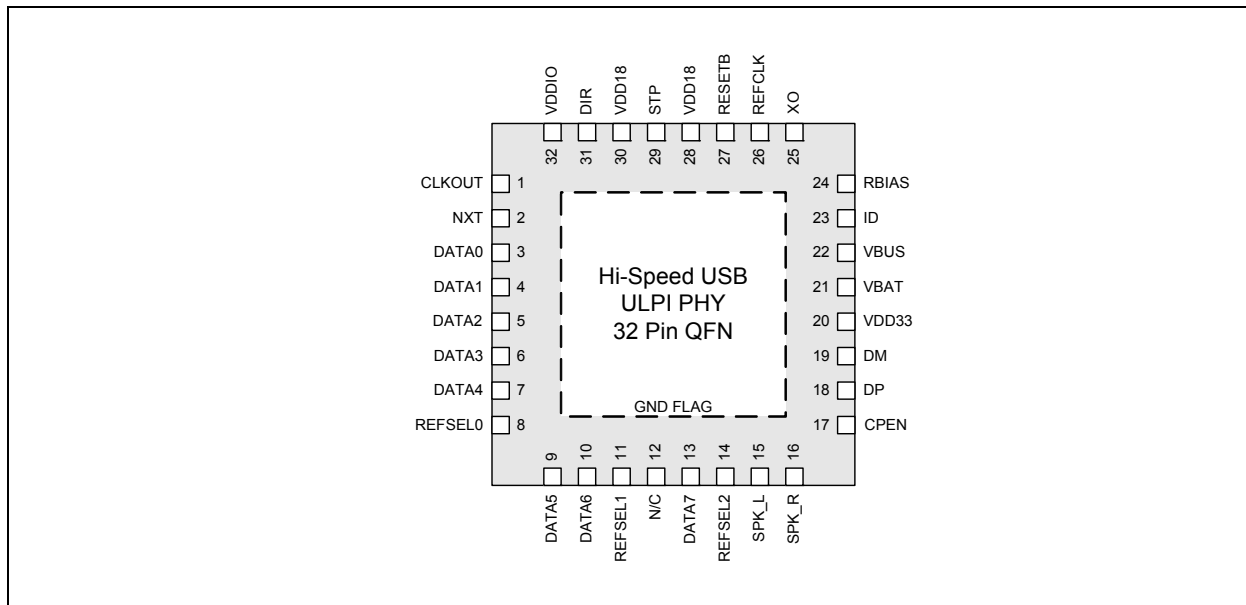 VDDIO
DIR
VDD18
STP
VDD18
RESETB
REFCLK
XO
32
31
30
29
28
27
26
25
CLKOUT 1
NXT 2
DATA0 3
DATA1 4
DATA2 5
DATA3 6
DATA4 7
REFSEL0 8
Hi-Speed USB
ULPI PHY
32 Pin QFN
GND FLAG
24 RBIAS
23 ID
22 VBUS
21 VBAT
20 VDD33
19 DM
18 DP
17 CPEN
9
10
11
12
13
14
15
16
DATA5
DATA6
REFSEL1
N/C
DATA7
REFSEL2
SPK_L
SPK_R